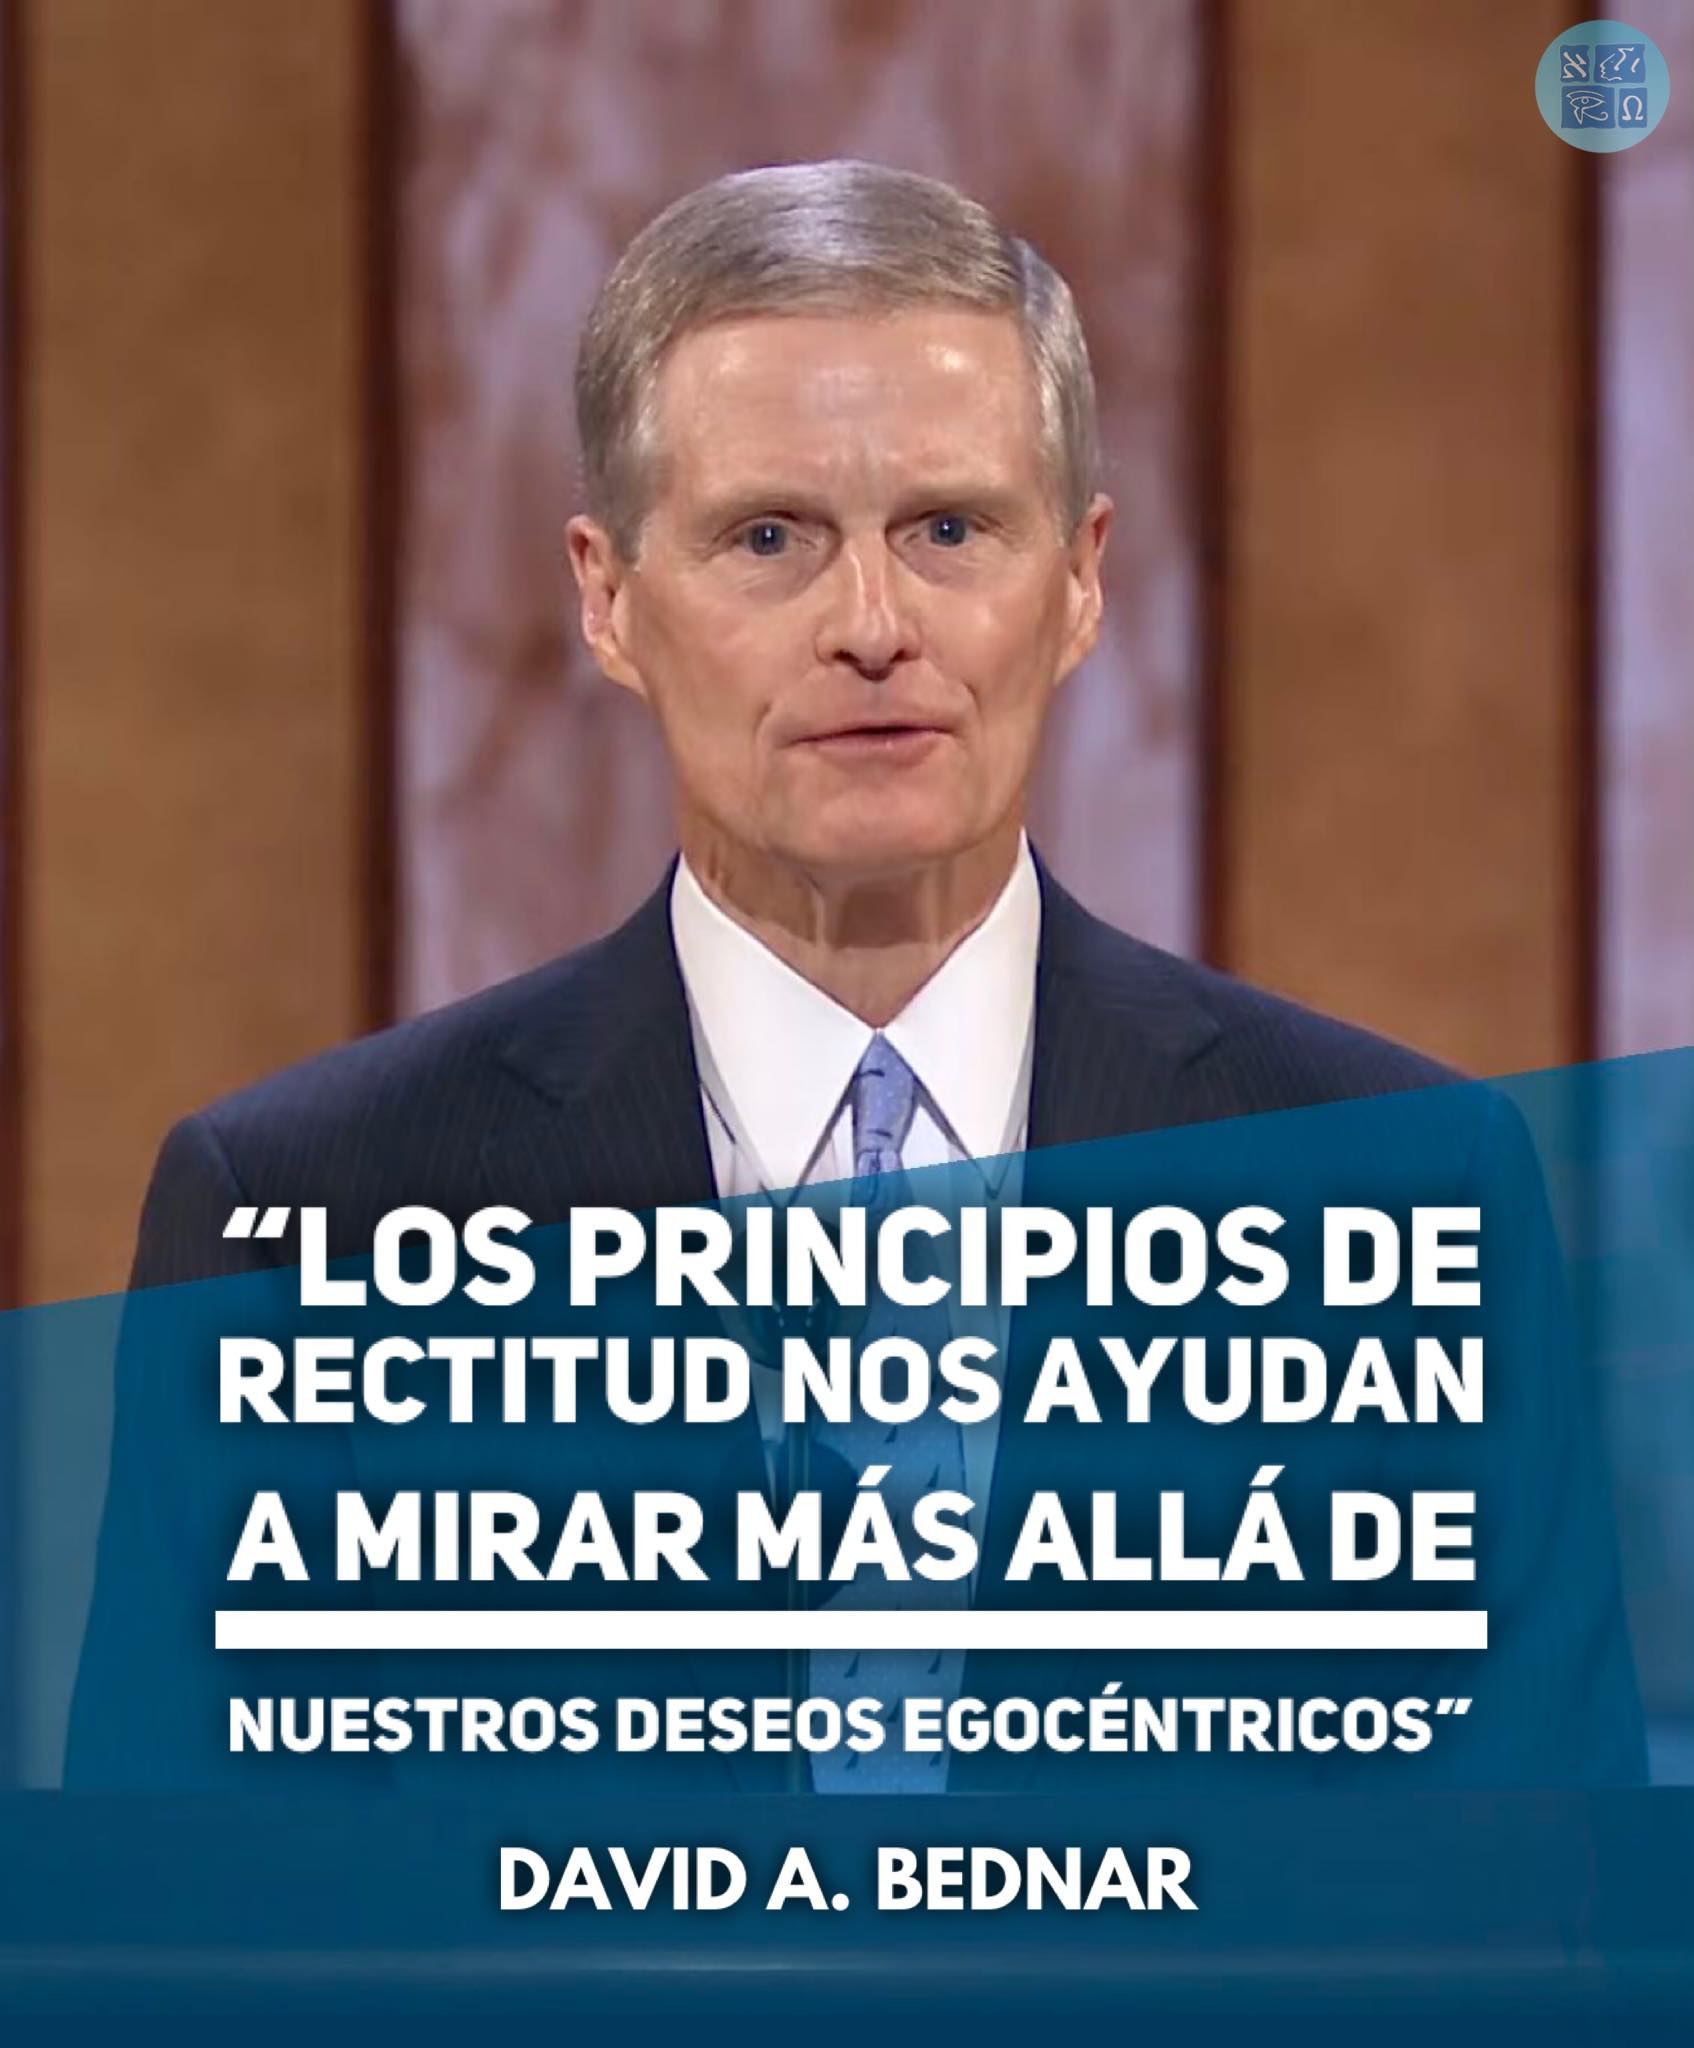 “LOS PRINCIPIOS DE
RECTITUD NOS AYUDAN
A MIRAR MÁS ALLÁ DE
NUESTROS DESEOS EGOCÉNTRICOS”
DAVID A. BEDNAR